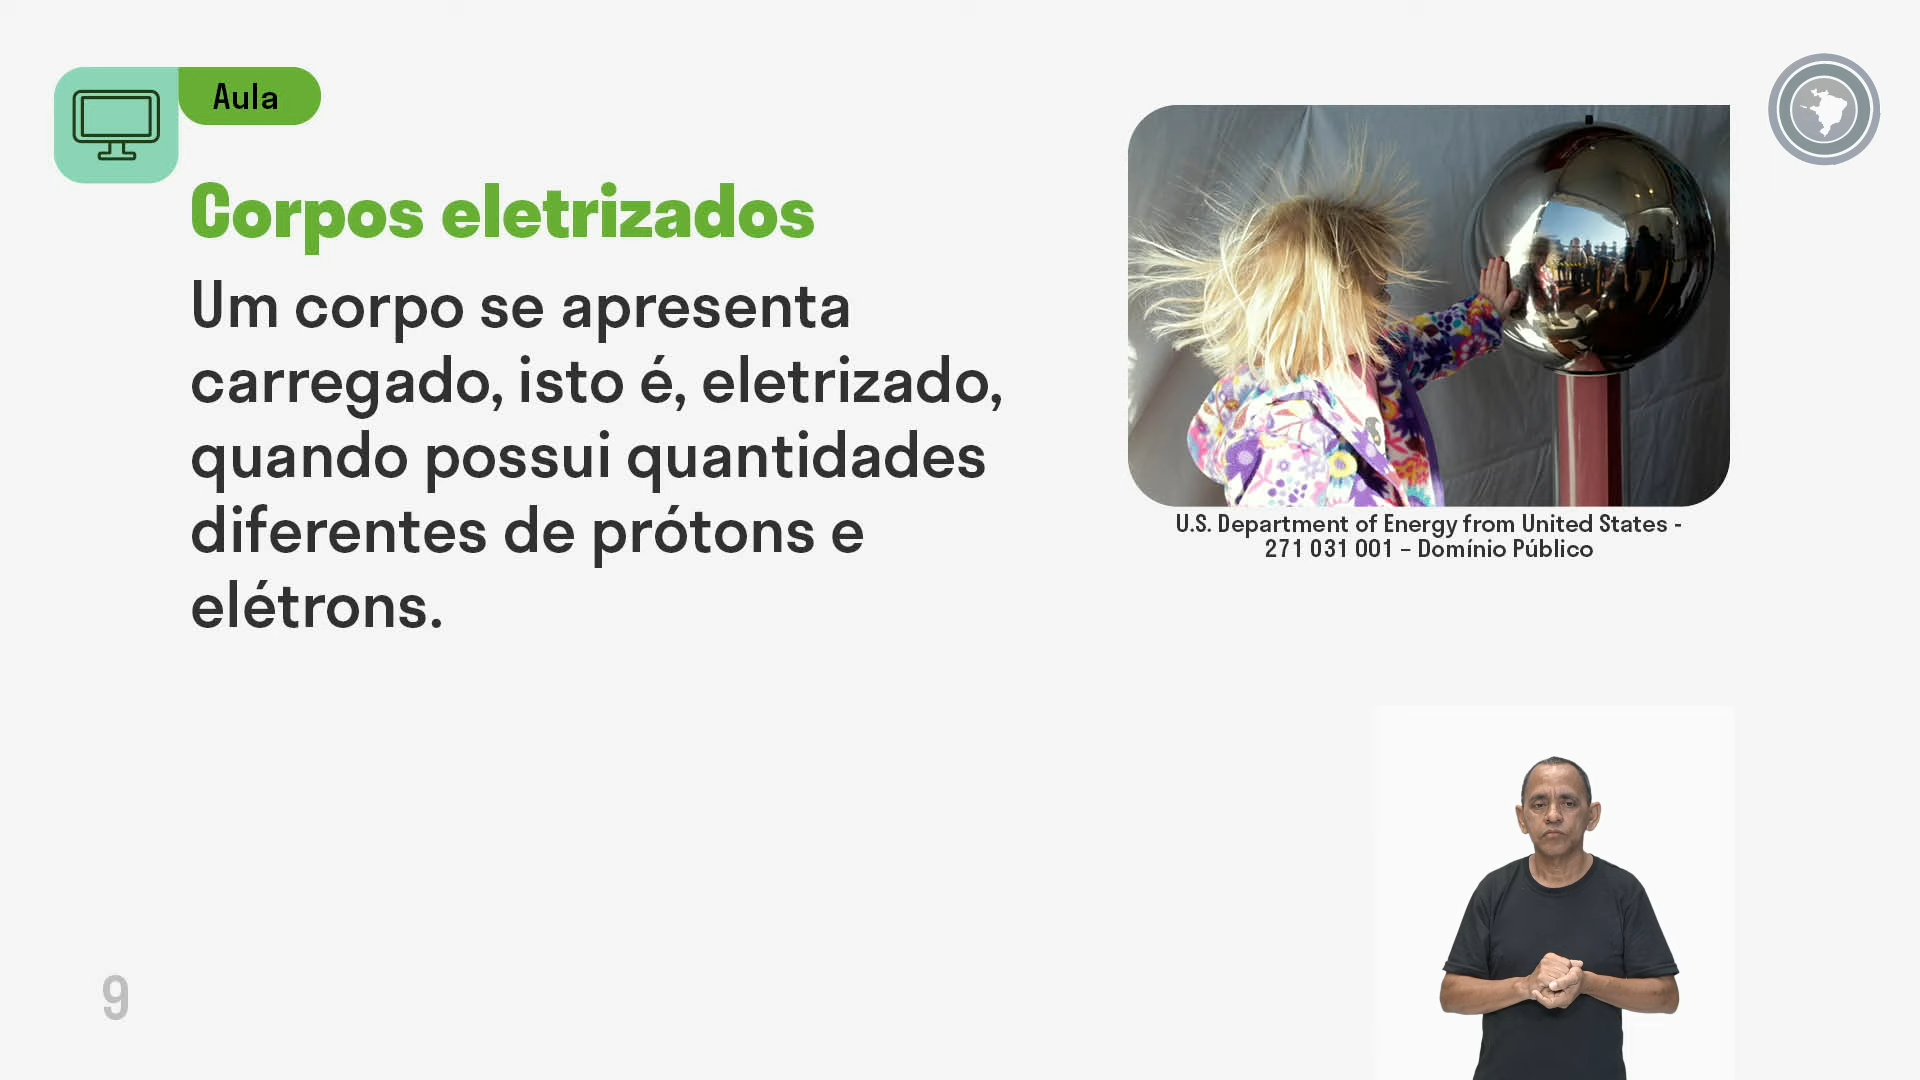 Aula
Corpos eletrizados
Um corpo se apresenta
carregado, isto é, eletrizado,
quando possui quantidades
diferentes de prótons e
elétrons.
U.S. Department of Energy from United States -
271 031 001 – Domínio Público
9